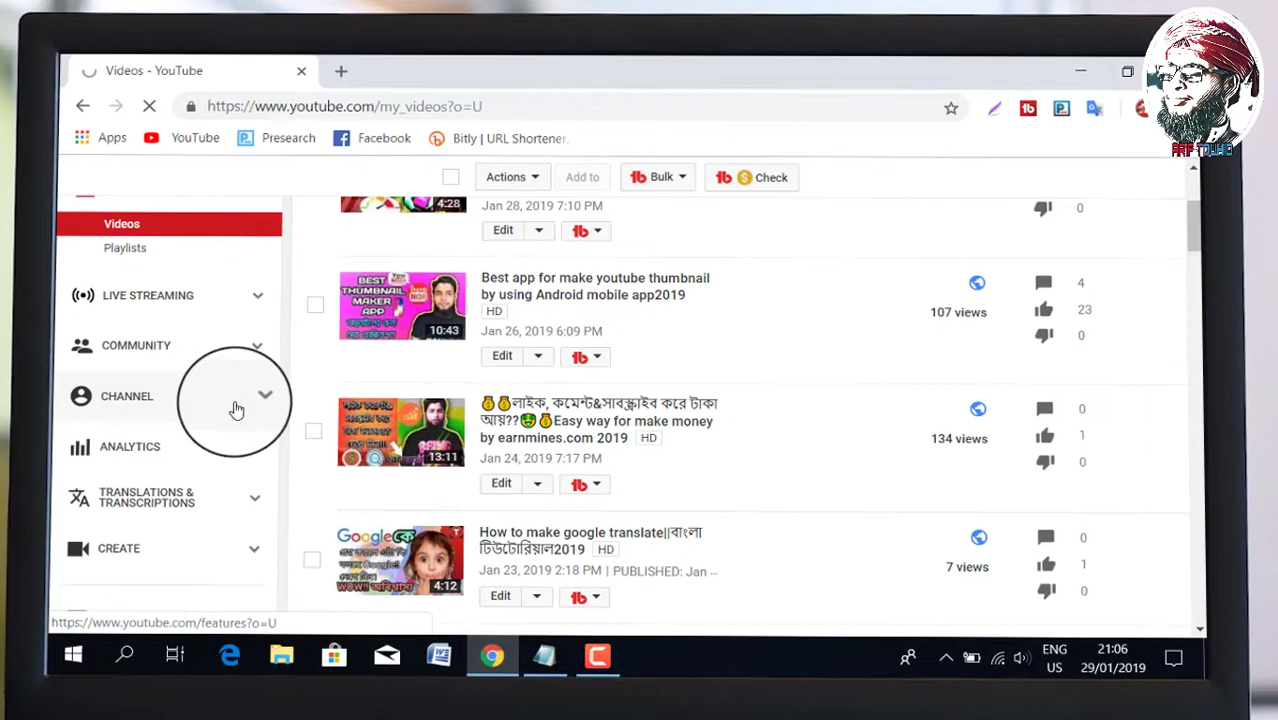 Videos - YouTube
https://www.youtube.com/my_videos?o=U
Apps YouTube Presearch Facebook Bitly | URL Shortener.
Actions Add to Bulk Check
Videos
Playlists
LIVE STREAMING
COMMUNITY
CHANNEL
ANALYTICS
TRANSLATIONS &
TRANSCRIPTIONS
CREATE
4:28
Jan 28, 2019 7:10 PM
0
Edit
BEST
THUMBNAIL
MAKER
APP
10:43
Best app for make youtube thumbnail
by using Android mobile app2019
HD
Jan 26, 2019 6:09 PM
Edit
107 views
4
23
0
13:11
💰💰লাইক, কমেন্ট&সাবস্ক্রাইব করে টাকা
আয়??🤑💰Easy way for make money
by earnmines.com 2019 HD
Jan 24, 2019 7:17 PM
Edit
134 views
0
1
0
Googleকে
WOW!!
4:12
How to make google translate||বাংলা
টিউটোরিয়াল2019 HD
Jan 23, 2019 2:18 PM | PUBLISHED: Jan ...
Edit
7 views
0
1
0
https://www.youtube.com/features?o=U
ENG
US
21:06
29/01/2019
ARIF TOWHID